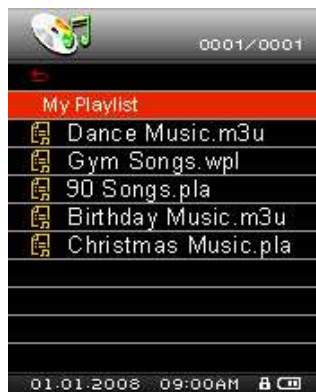 0001/0001
My Playlist
Dance Music.m3u
Gym Songs.wpl
90 Songs.pla
Birthday Music.m3u
Christmas Music.pla
01.01.2008 09:00AM